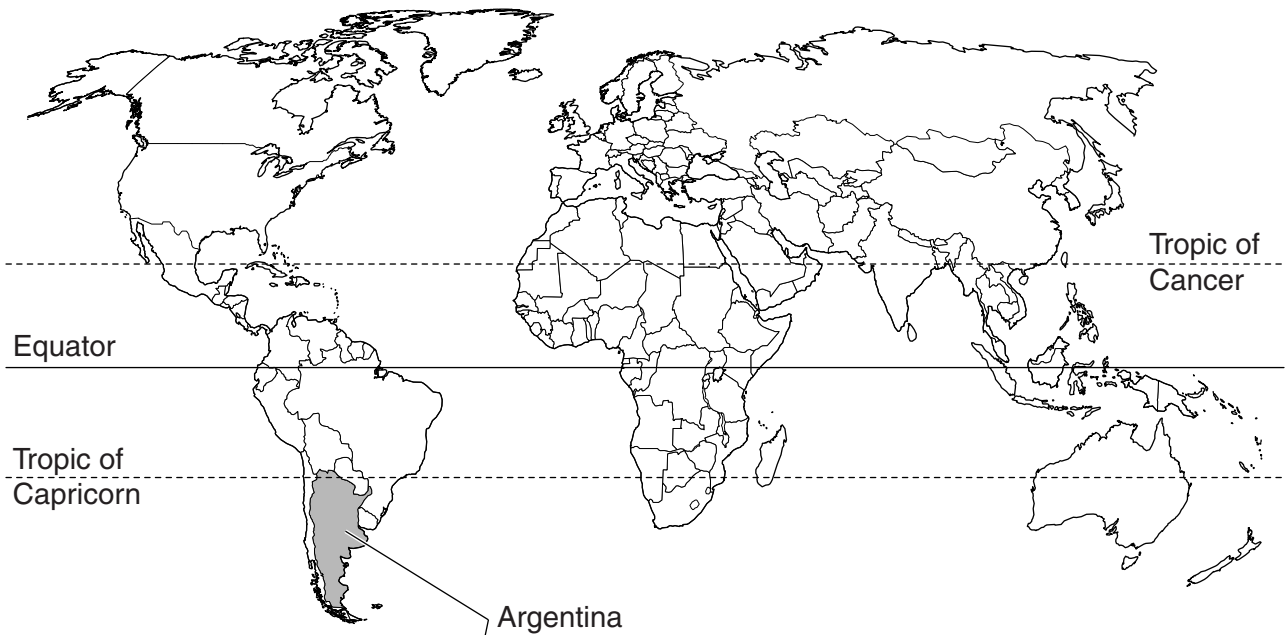 Tropic of
Cancer
Equator
Tropic of
Capricorn
Argentina